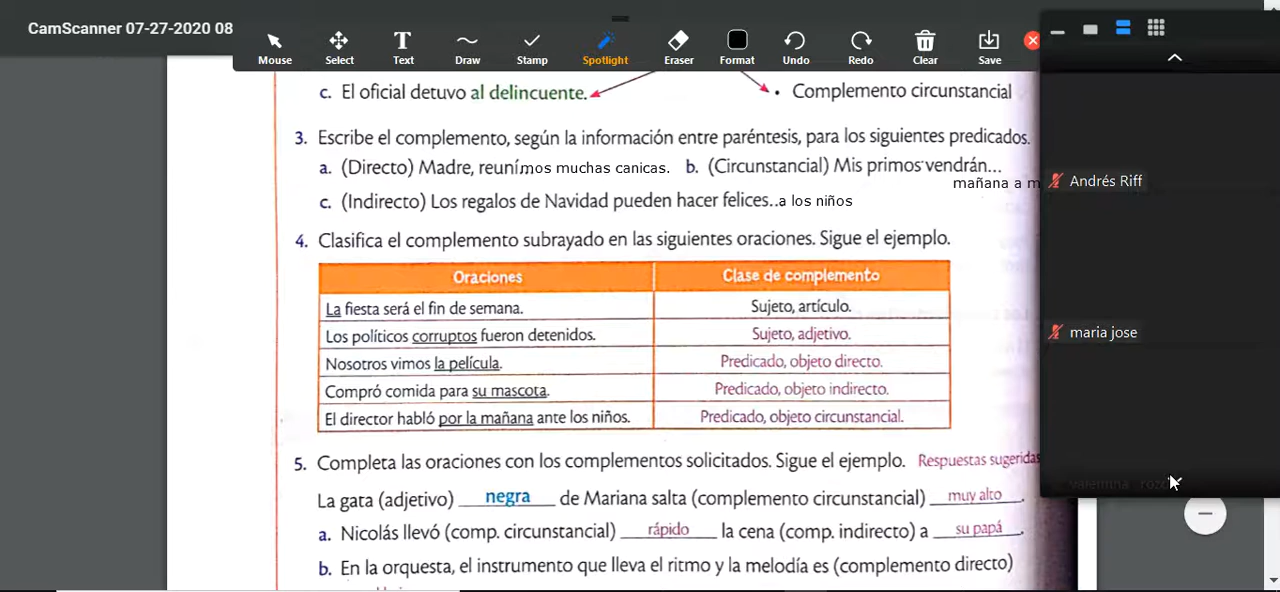 CamScanner 07-27-2020 08
Mouse Select Text Draw Stamp Spotlight Eraser Format Undo Redo Clear Save
c. El oficial detuvo al delincuente. • Complemento circunstancial
3. Escribe el complemento, según la información entre paréntesis, para los siguientes predicados.
a. (Directo) Madre, reunimos muchas canicas. b. (Circunstancial) Mis primos vendrán...
mañana a m
c. (Indirecto) Los regalos de Navidad pueden hacer felices..a los niños
4. Clasifica el complemento subrayado en las siguientes oraciones. Sigue el ejemplo.
Oraciones Clase de complemento
La fiesta será el fin de semana. Sujeto, artículo.
Los políticos corruptos fueron detenidos. Sujeto, adjetivo.
Nosotros vimos la película. Predicado, objeto directo.
Compró comida para su mascota. Predicado, objeto indirecto.
El director habló por la mañana ante los niños. Predicado, objeto circunstancial.
5. Completa las oraciones con los complementos solicitados. Sigue el ejemplo. Respuestas sugeridas
La gata (adjetivo) negra de Mariana salta (complemento circunstancial) muy alto.
a. Nicolás llevó (comp. circunstancial) rápido la cena (comp. indirecto) a su papá.
b. En la orquesta, el instrumento que lleva el ritmo y la melodía es (complemento directo)
Andrés Riff
maria jose